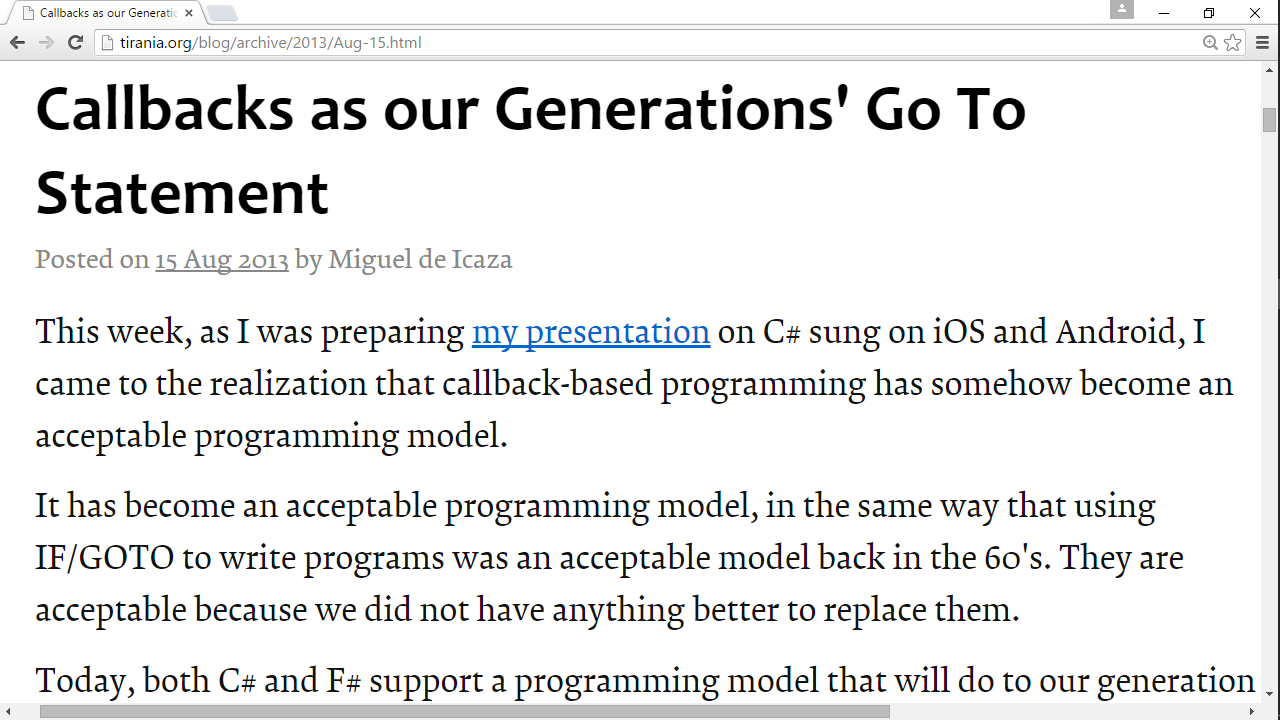 Callbacks as our Generatio
tirania.org/blog/archive/2013/Aug-15.html
Callbacks as our Generations' Go To
Statement
Posted on 15 Aug 2013 by Miguel de Icaza
This week, as I was preparing my presentation on C# sung on iOS and Android, I
came to the realization that callback-based programming has somehow become an
acceptable programming model.
It has become an acceptable programming model, in the same way that using
IF/GOTO to write programs was an acceptable model back in the 60's. They are
acceptable because we did not have anything better to replace them.
Today, both C# and F# support a programming model that will do to our generation